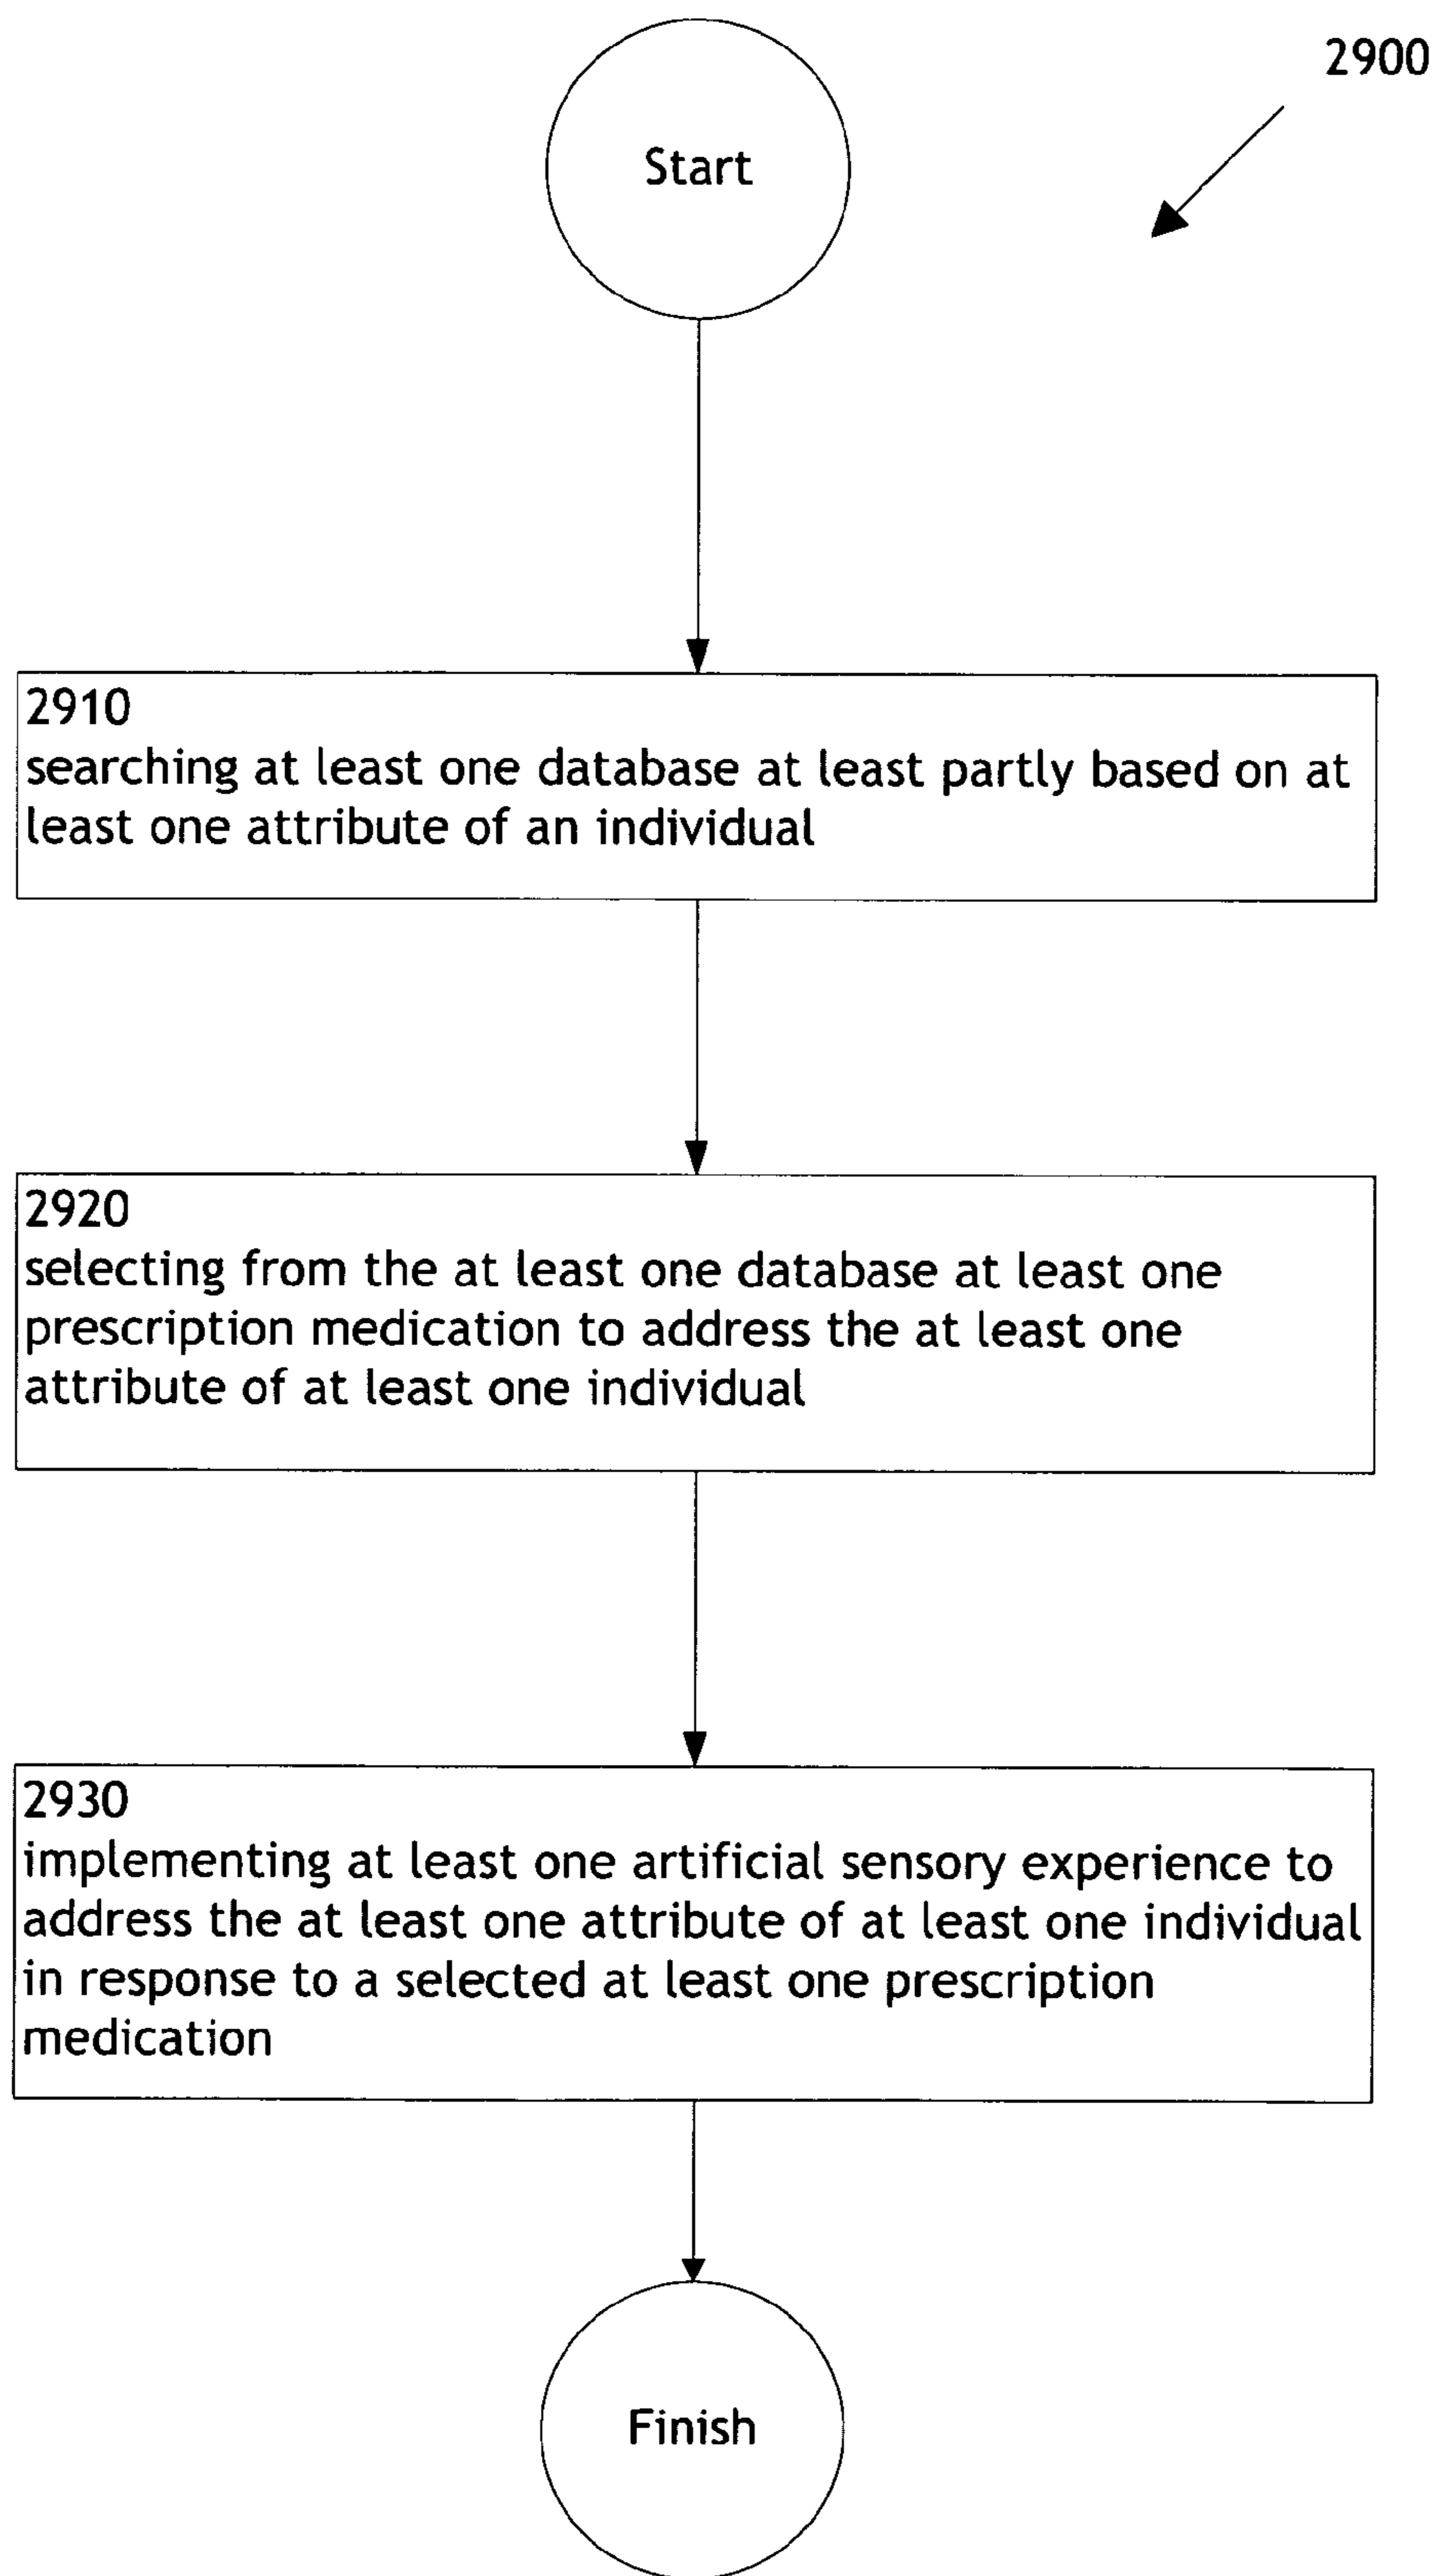 2900
Start
2910
searching at least one database at least partly based on at
least one attribute of an individual
2920
selecting from the at least one database at least one
prescription medication to address the at least one
attribute of at least one individual
2930
implementing at least one artificial sensory experience to
address the at least one attribute of at least one individual
in response to a selected at least one prescription
medication
Finish